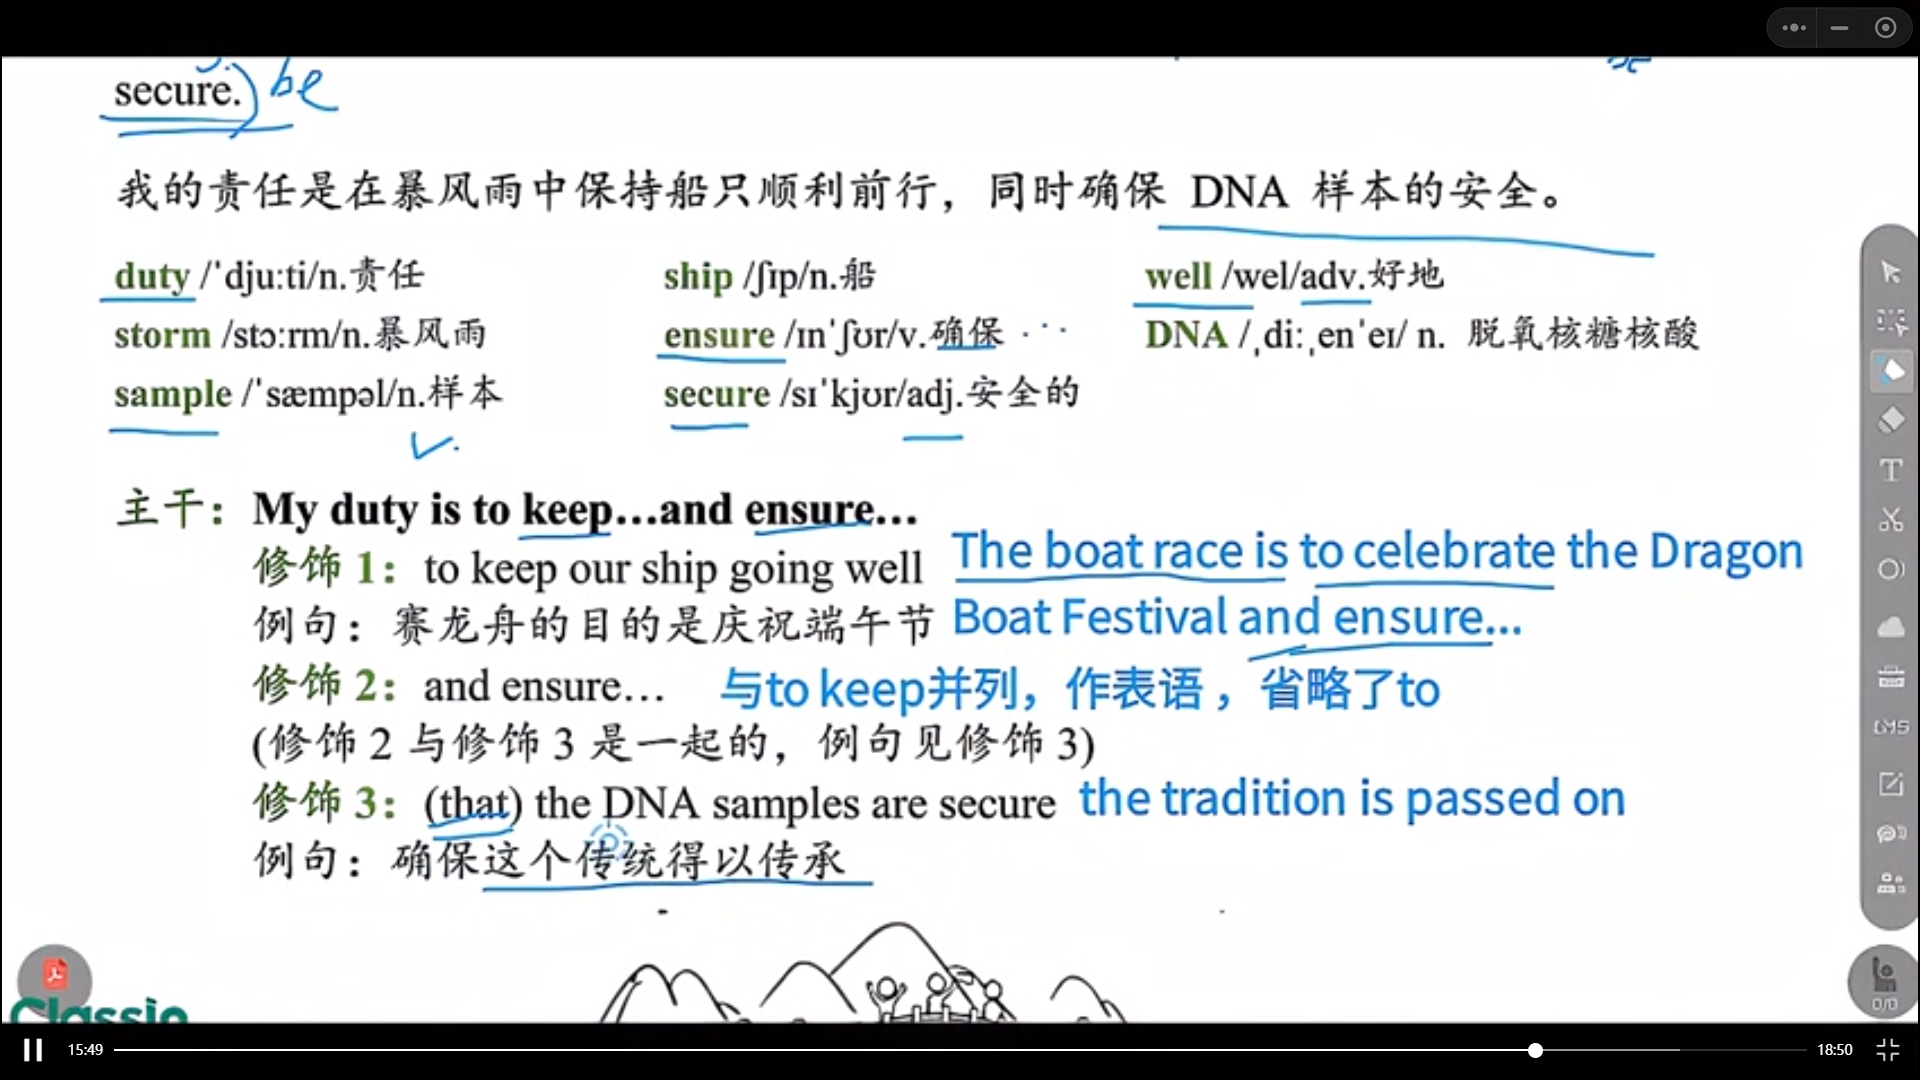 secure.) be
我的责任是在暴风雨中保持船只顺利前行，同时确保 DNA 样本的安全。
duty /ˈdju:ti/n.责任 ship /ʃɪp/n.船 well /wel/adv.好地
storm /stɔ:rm/n.暴风雨 ensure /ɪnˈʃʊr/v.确保 DNA /ˌdi:ˌenˈeɪ/ n. 脱氧核糖核酸
sample /ˈsæmpəl/n.样本 secure /sɪˈkjʊr/adj.安全的
主干：My duty is to keep…and ensure…
修饰 1：to keep our ship going well The boat race is to celebrate the Dragon
例句：赛龙舟的目的是庆祝端午节 Boat Festival and ensure...
修饰 2：and ensure… 与to keep并列，作表语，省略了to
(修饰 2 与修饰 3 是一起的，例句见修饰 3)
修饰 3：(that) the DNA samples are secure the tradition is passed on
例句：确保这个传统得以传承
Classin
0/0
15:49 18:50